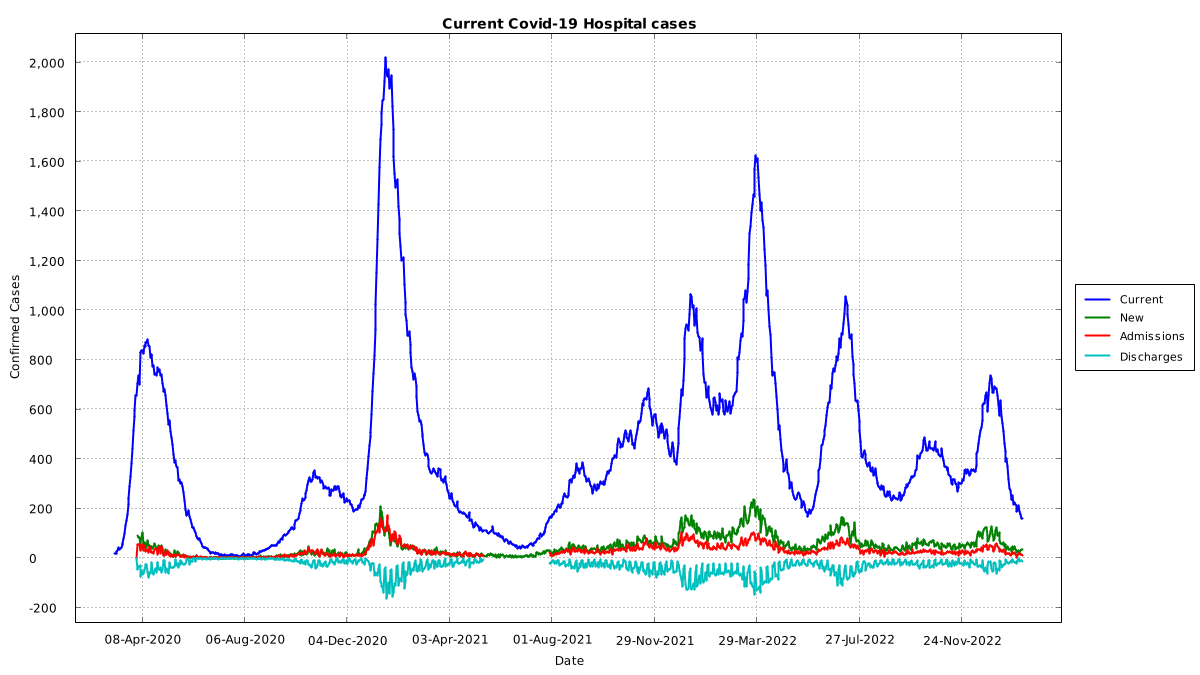 Current Covid-19 Hospital cases
2,000
1,800
1,600
1,400
1,200
1,000
800
600
400
200
0
-200
Confirmed Cases
08-Apr-2020 06-Aug-2020 04-Dec-2020 03-Apr-2021 01-Aug-2021 29-Nov-2021 29-Mar-2022 27-Jul-2022 24-Nov-2022
Date
Current
New
Admissions
Discharges